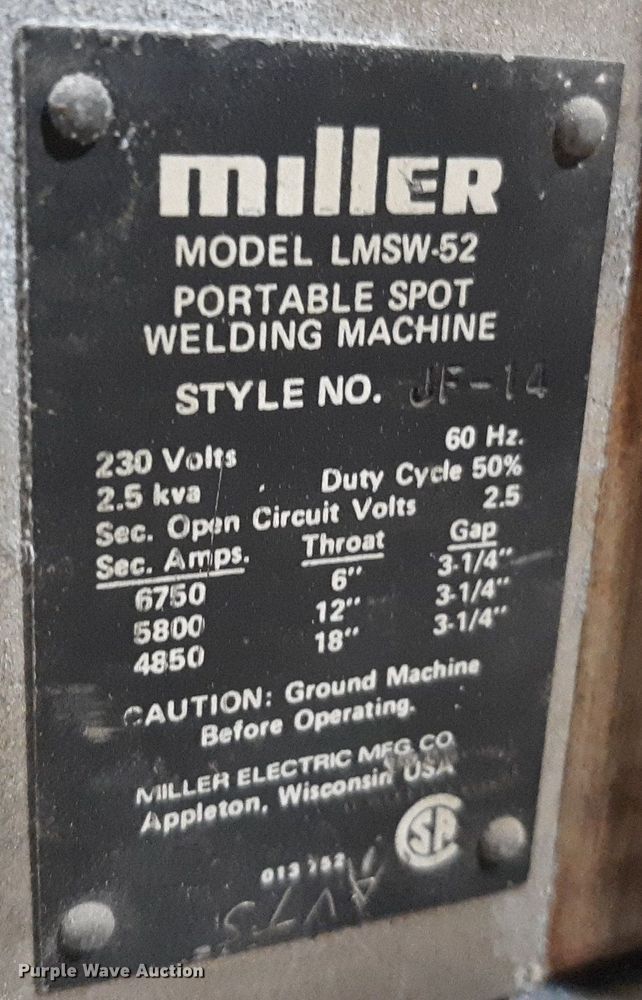 miller
MODEL LMSW-52
PORTABLE SPOT
WELDING MACHINE
STYLE NO. JF-14
230 Volts 60 Hz.
2.5 kva Duty Cycle 50%
Sec. Open Circuit Volts 2.5
Sec. Amps. Throat Gap
6750 6" 3-1/4"
5800 12" 3-1/4"
4850 18" 3-1/4"
CAUTION: Ground Machine
Before Operating.
MILLER ELECTRIC MFG. CO.
Appleton, Wisconsin USA
SA
Purple Wave Auction